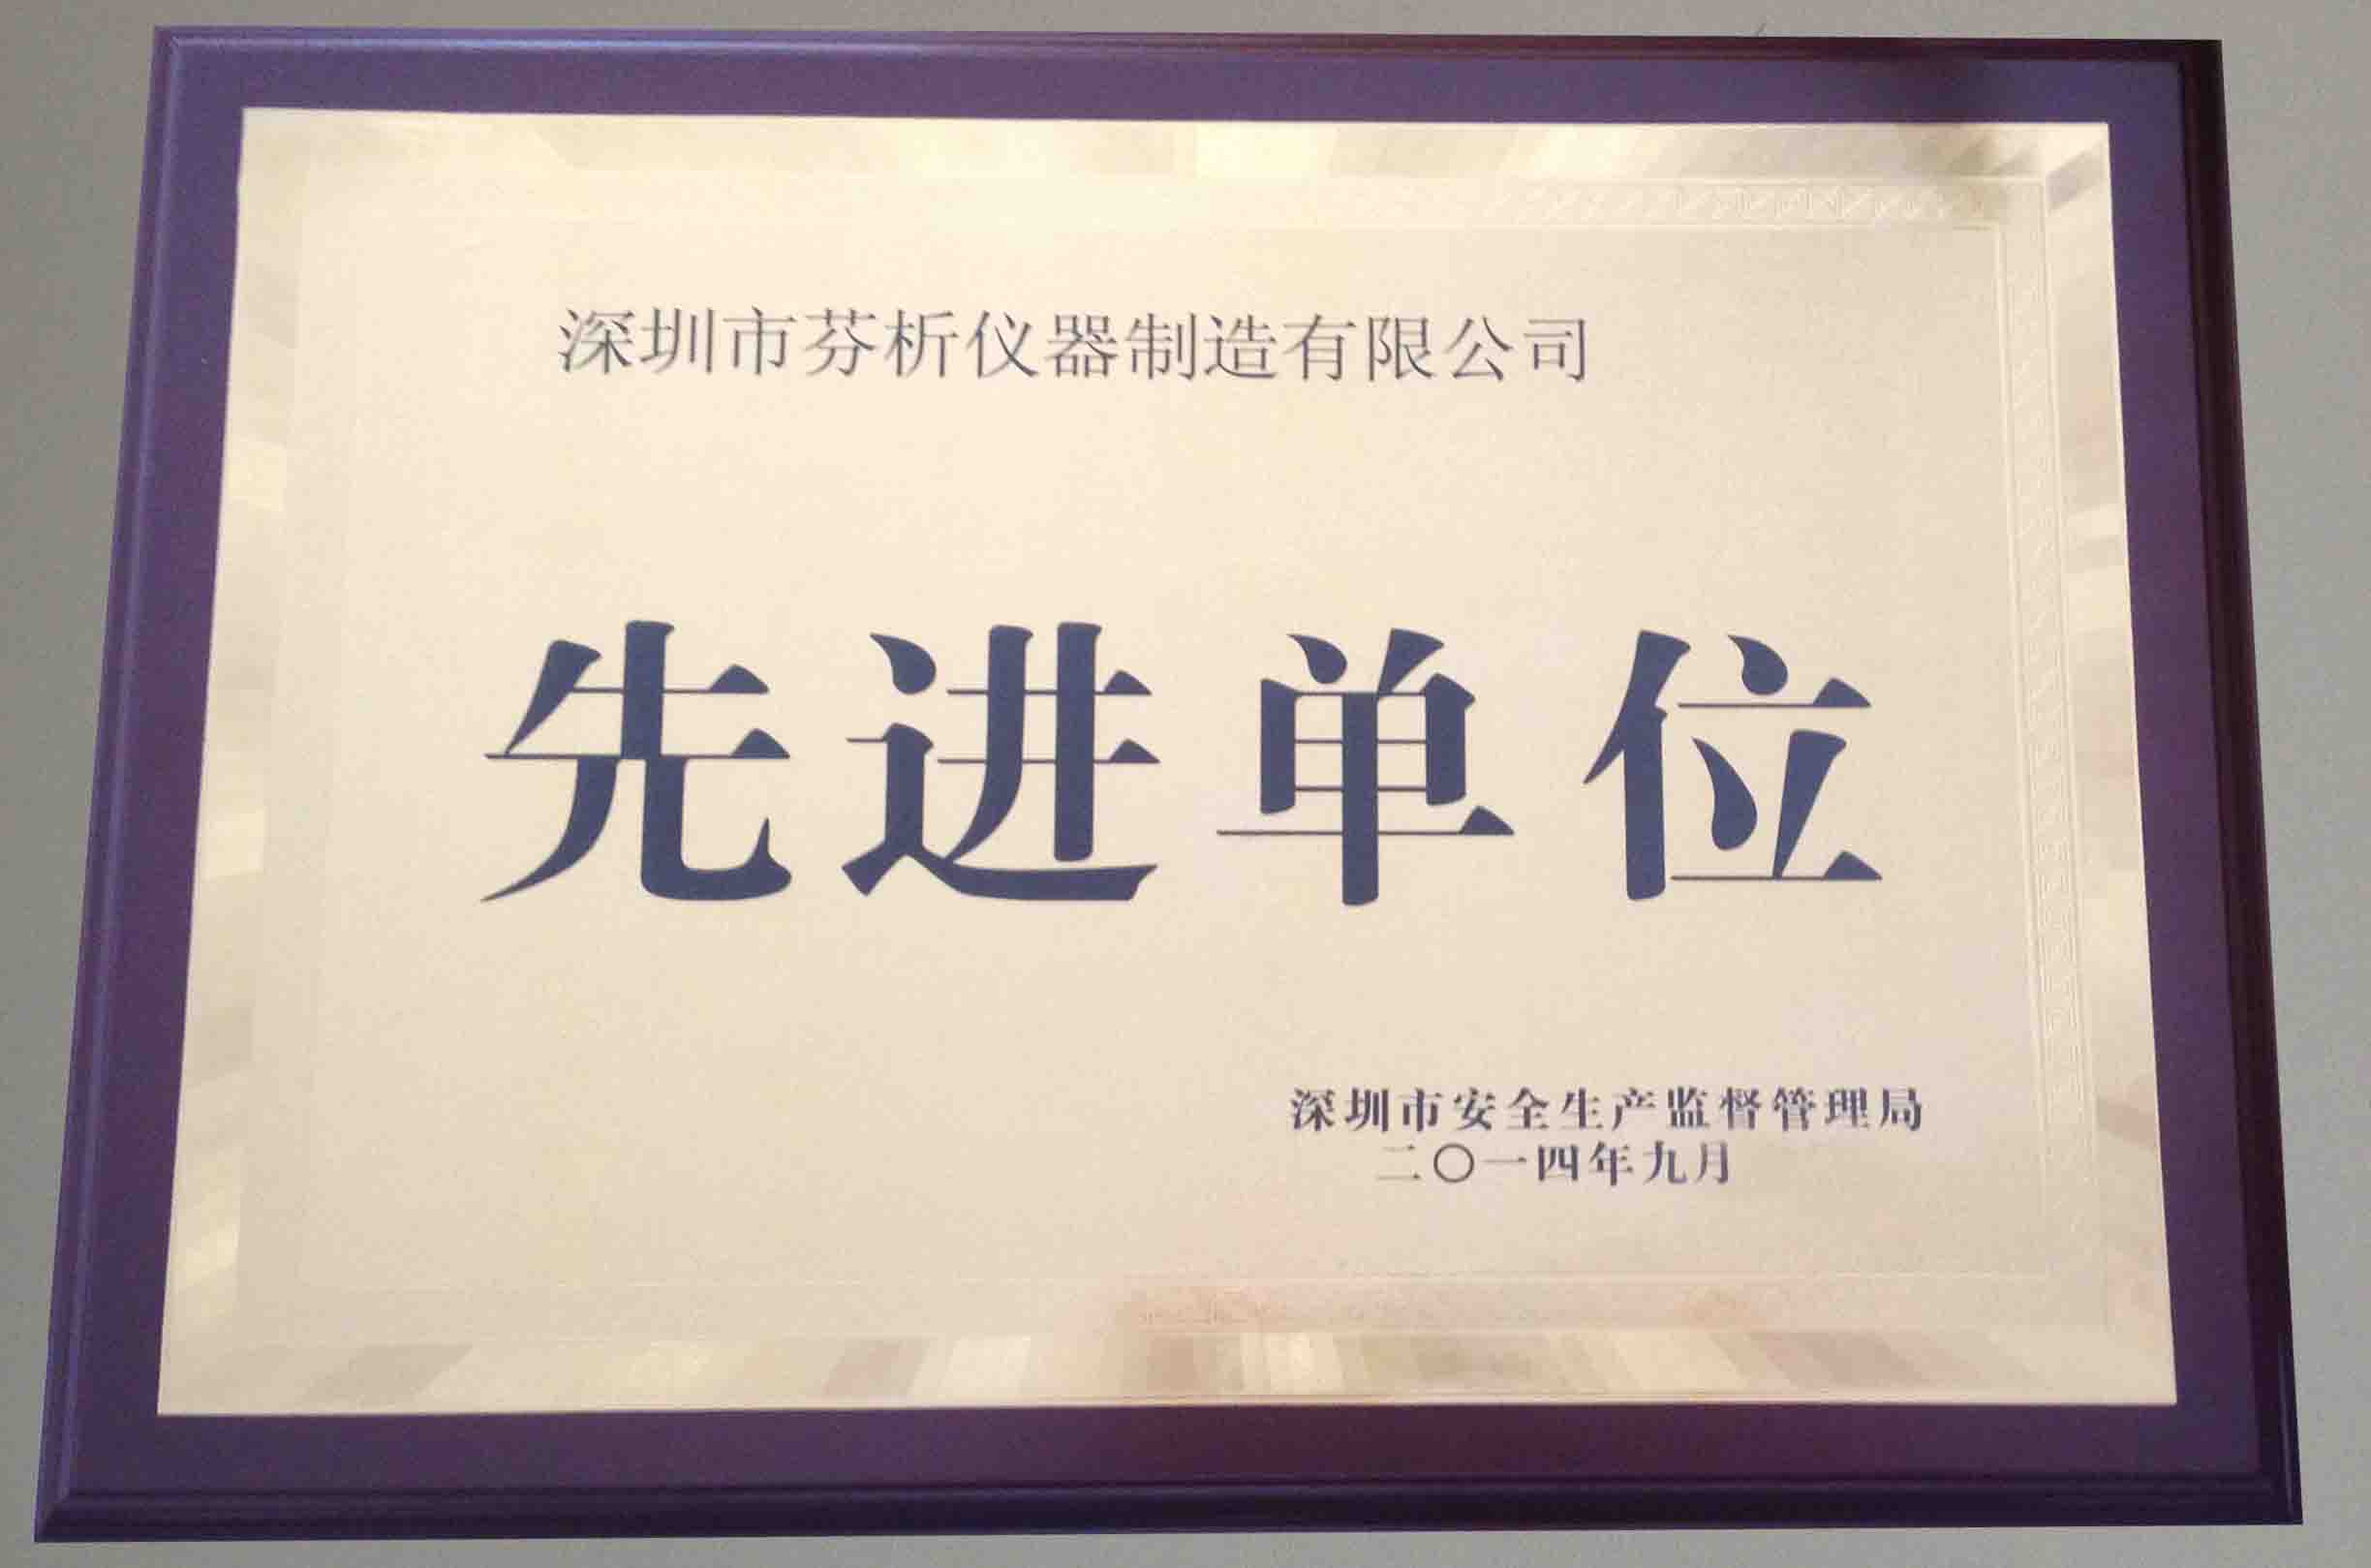 深圳市芬析仪器制造有限公司
先进单位
深圳市安全生产监督管理局
二〇一四年九月